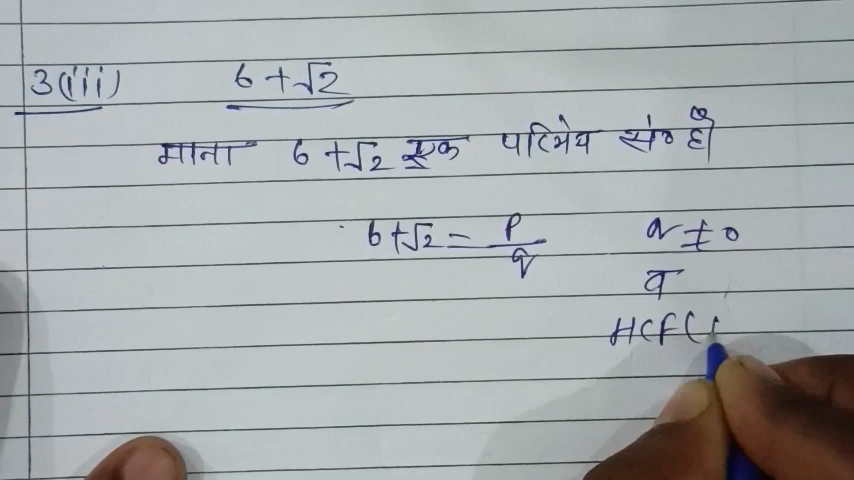 3(iii) 6+√2
माना 6+√2 एक परिमेय सं० है
6+√2 = p/q q ≠ 0
व
HCF(